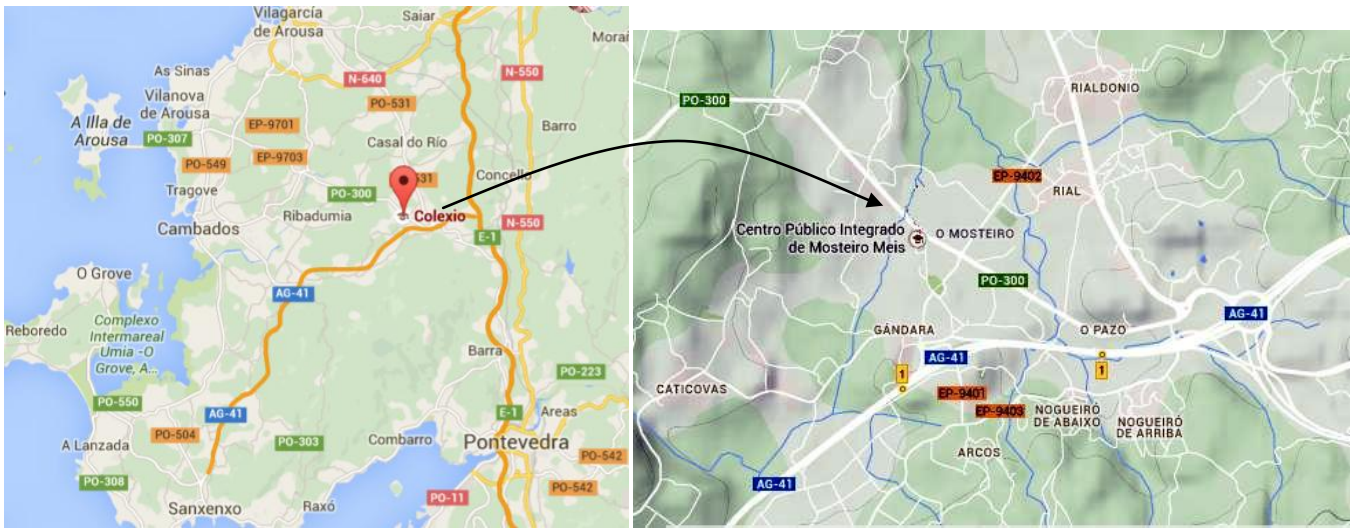 Vilagarcía
de Arousa
Saiar
N-640
N-550
As Sinas
PO-531
Vilanova
de Arousa
A Illa de
Arousa
EP-9701
Barro
PO-307
Casal do Río
PO-549
EP-9703
531
Concello
Tragove
PO-300
Ribadumia
Colexio
N-550
Cambados
E-1
O Grove
AG-41
Reboredo
Complexo
Intermareal
Umia -O
Grove, A...
Barra
PO-223
PO-550
AG-41
E-1
Areas
A Lanzada
PO-504
PO-303
Combarro
Pontevedra
PO-542
PO-308
PO-542
PO-11
Sanxenxo
Raxó
PO-300
RIALDONIO
EP-9402
RIAL
Centro Público Integrado
de Mosteiro Meis
O MOSTEIRO
PO-300
GÁNDARA
O PAZO
AG-41
AG-41
1
1
CATICOVAS
EP-9401
EP-9403
NOGUEIRÓ
DE ABAIXO
NOGUEIRÓ
DE ARRIBA
ARCOS
AG-41